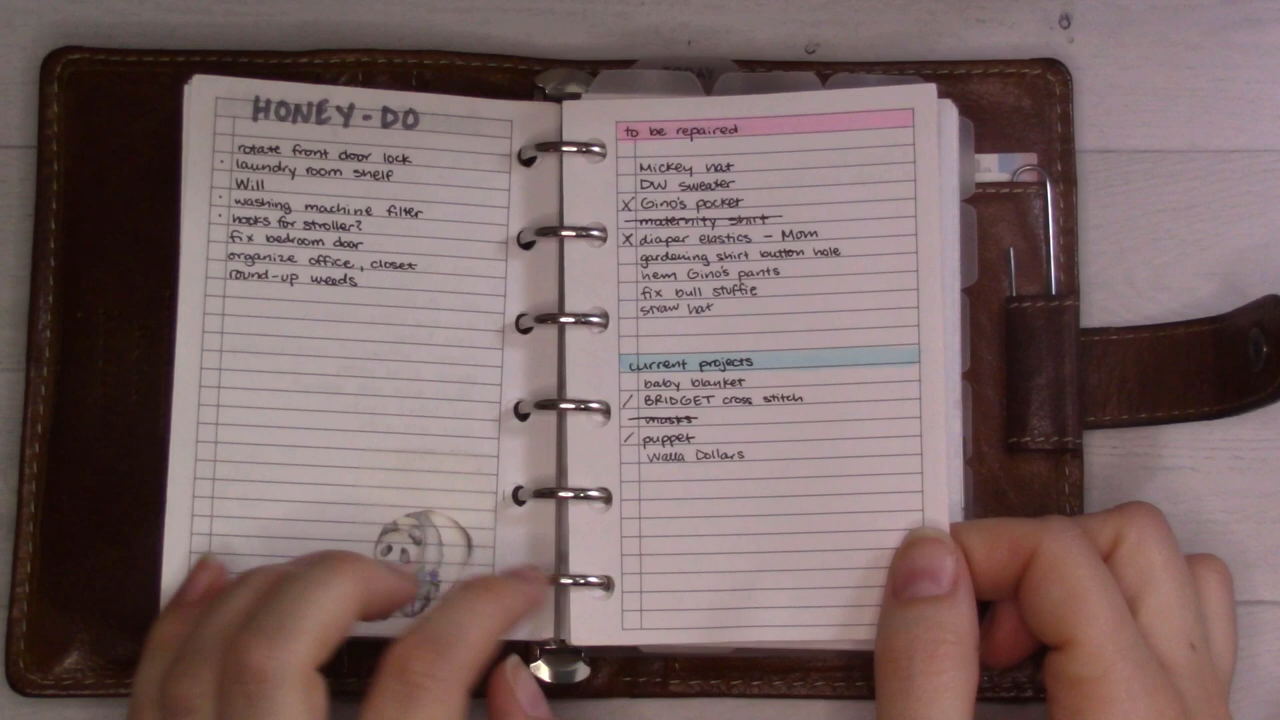 TODAY
HONEY-DO
rotate front door lock
· laundry room shelf
Will
· washing machine filter
· hooks for stroller?
fix bedroom door
organize office, closet
round-up weeds
to be repaired
Mickey hat
DW sweater
X Gino's pocket
maternity shirt
X diaper elastics - Mom
gardening shirt button hole
hem Gino's pants
fix bull stuffie
straw hat
current projects
baby blanket
/ BRIDGET cross stitch
masks
/ puppet
Walla Dollars